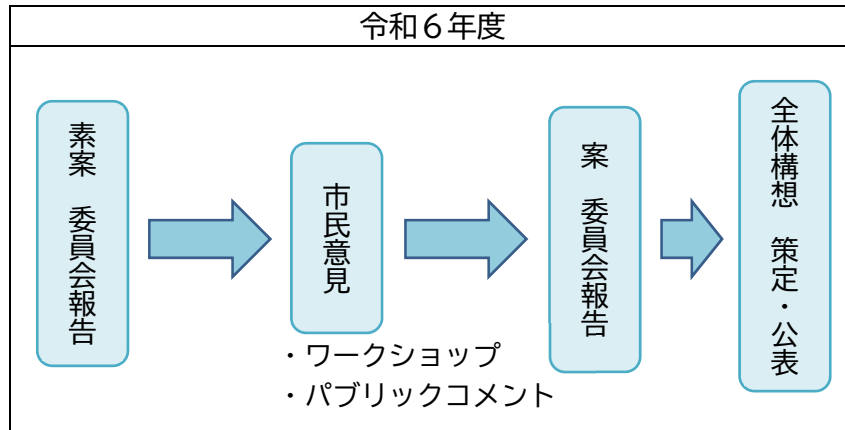 令和６年度
素案　委員会報告
市民意見
・ワークショップ
・パブリックコメント
案　委員会報告
全体構想　策定・公表